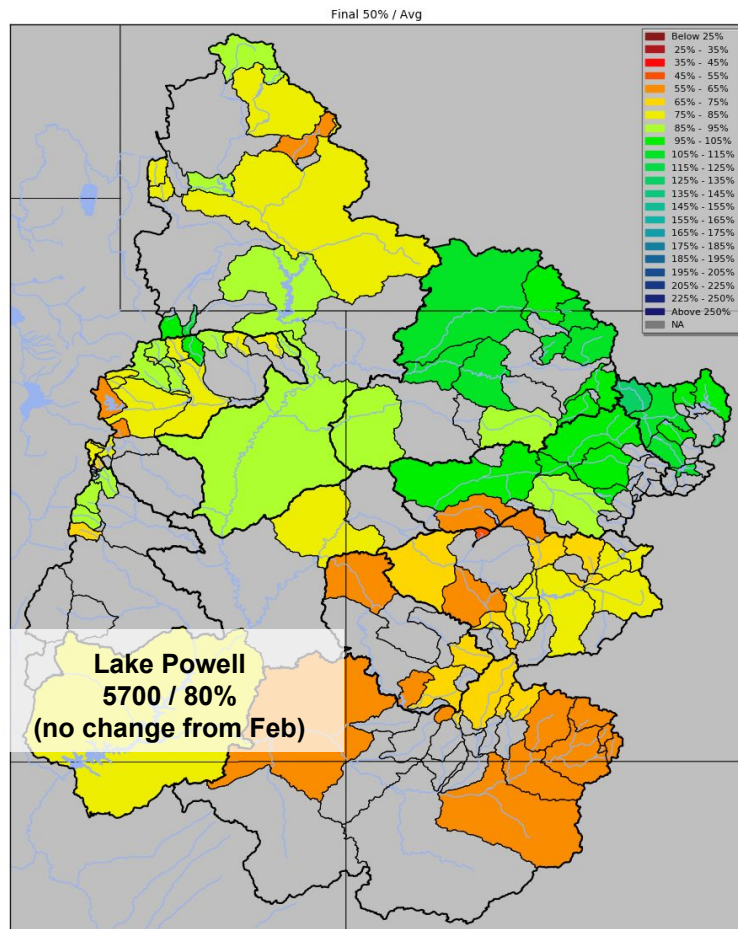 Final 50% / Avg
Below 25%
25% - 35%
35% - 45%
45% - 55%
55% - 65%
65% - 75%
75% - 85%
85% - 95%
95% - 105%
105% - 115%
115% - 125%
125% - 135%
135% - 145%
145% - 155%
155% - 165%
165% - 175%
175% - 185%
185% - 195%
195% - 205%
205% - 225%
225% - 250%
Above 250%
NA
Lake Powell
5700 / 80%
(no change from Feb)